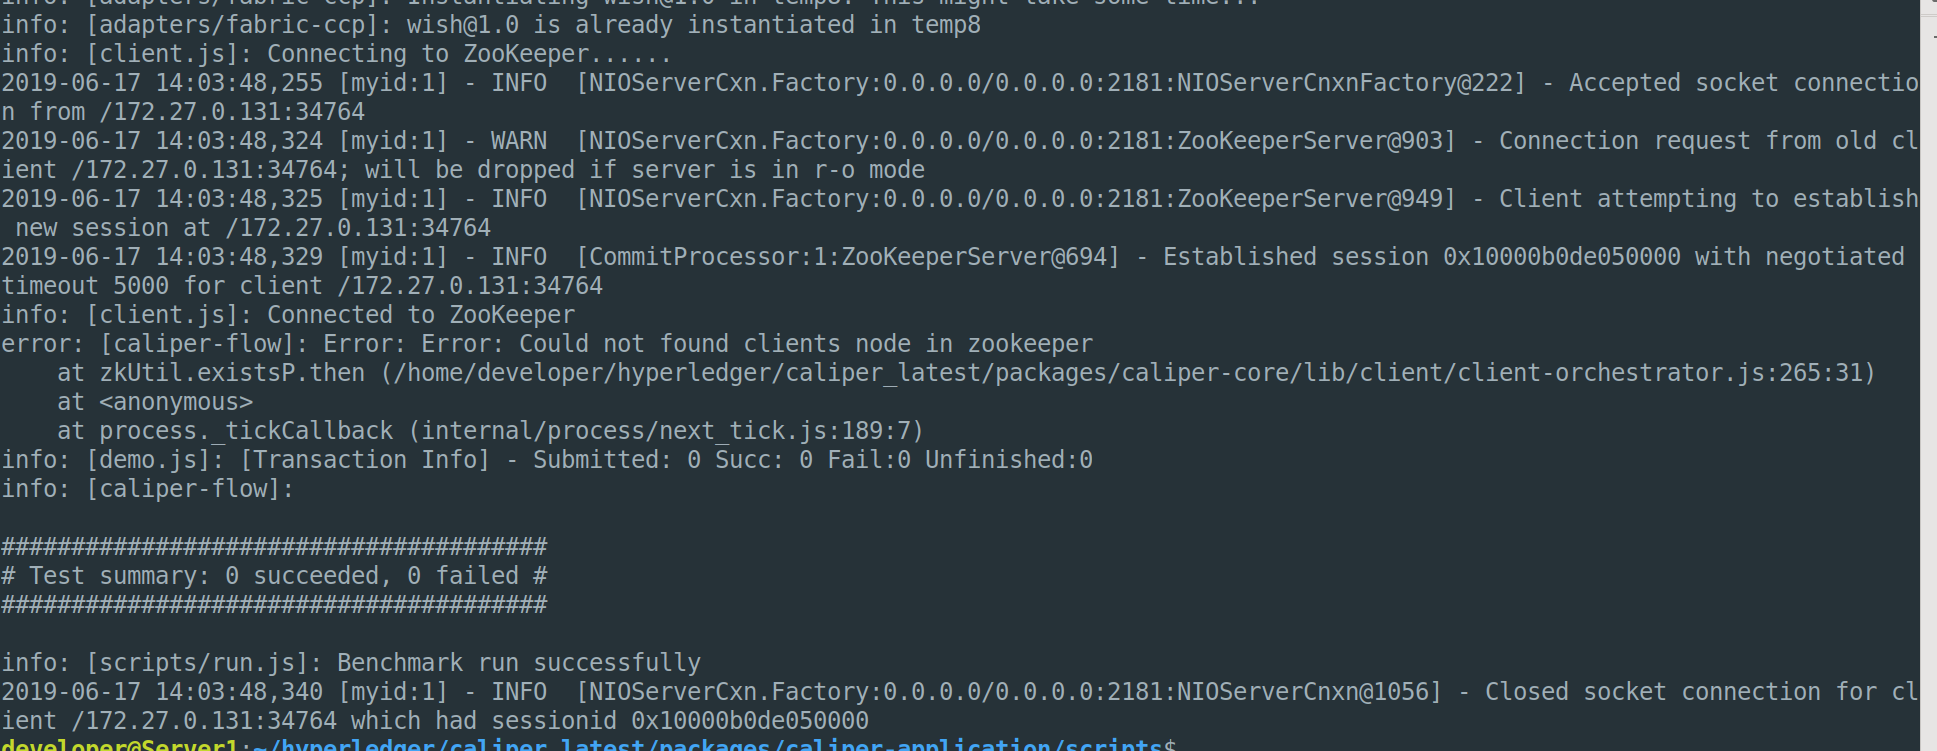 info: [adapters/fabric-ccp]: Instantiating wish@1.0 in temp8. This might take some time...
info: [adapters/fabric-ccp]: wish@1.0 is already instantiated in temp8
info: [client.js]: Connecting to ZooKeeper......
2019-06-17 14:03:48,255 [myid:1] - INFO  [NIOServerCxn.Factory:0.0.0.0/0.0.0.0:2181:NIOServerCnxnFactory@222] - Accepted socket connectio
n from /172.27.0.131:34764
2019-06-17 14:03:48,324 [myid:1] - WARN  [NIOServerCxn.Factory:0.0.0.0/0.0.0.0:2181:ZooKeeperServer@903] - Connection request from old cl
ient /172.27.0.131:34764; will be dropped if server is in r-o mode
2019-06-17 14:03:48,325 [myid:1] - INFO  [NIOServerCxn.Factory:0.0.0.0/0.0.0.0:2181:ZooKeeperServer@949] - Client attempting to establish
 new session at /172.27.0.131:34764
2019-06-17 14:03:48,329 [myid:1] - INFO  [CommitProcessor:1:ZooKeeperServer@694] - Established session 0x10000b0de050000 with negotiated
timeout 5000 for client /172.27.0.131:34764
info: [client.js]: Connected to ZooKeeper
error: [caliper-flow]: Error: Error: Could not found clients node in zookeeper
    at zkUtil.existsP.then (/home/developer/hyperledger/caliper_latest/packages/caliper-core/lib/client/client-orchestrator.js:265:31)
    at <anonymous>
    at process._tickCallback (internal/process/next_tick.js:189:7)
info: [demo.js]: [Transaction Info] - Submitted: 0 Succ: 0 Fail:0 Unfinished:0
info: [caliper-flow]:
#######################################
# Test summary: 0 succeeded, 0 failed #
#######################################
info: [scripts/run.js]: Benchmark run successfully
2019-06-17 14:03:48,340 [myid:1] - INFO  [NIOServerCxn.Factory:0.0.0.0/0.0.0.0:2181:NIOServerCnxn@1056] - Closed socket connection for cl
ient /172.27.0.131:34764 which had sessionid 0x10000b0de050000
developer@Server1:~/hyperledger/caliper_latest/packages/caliper-application/scripts$